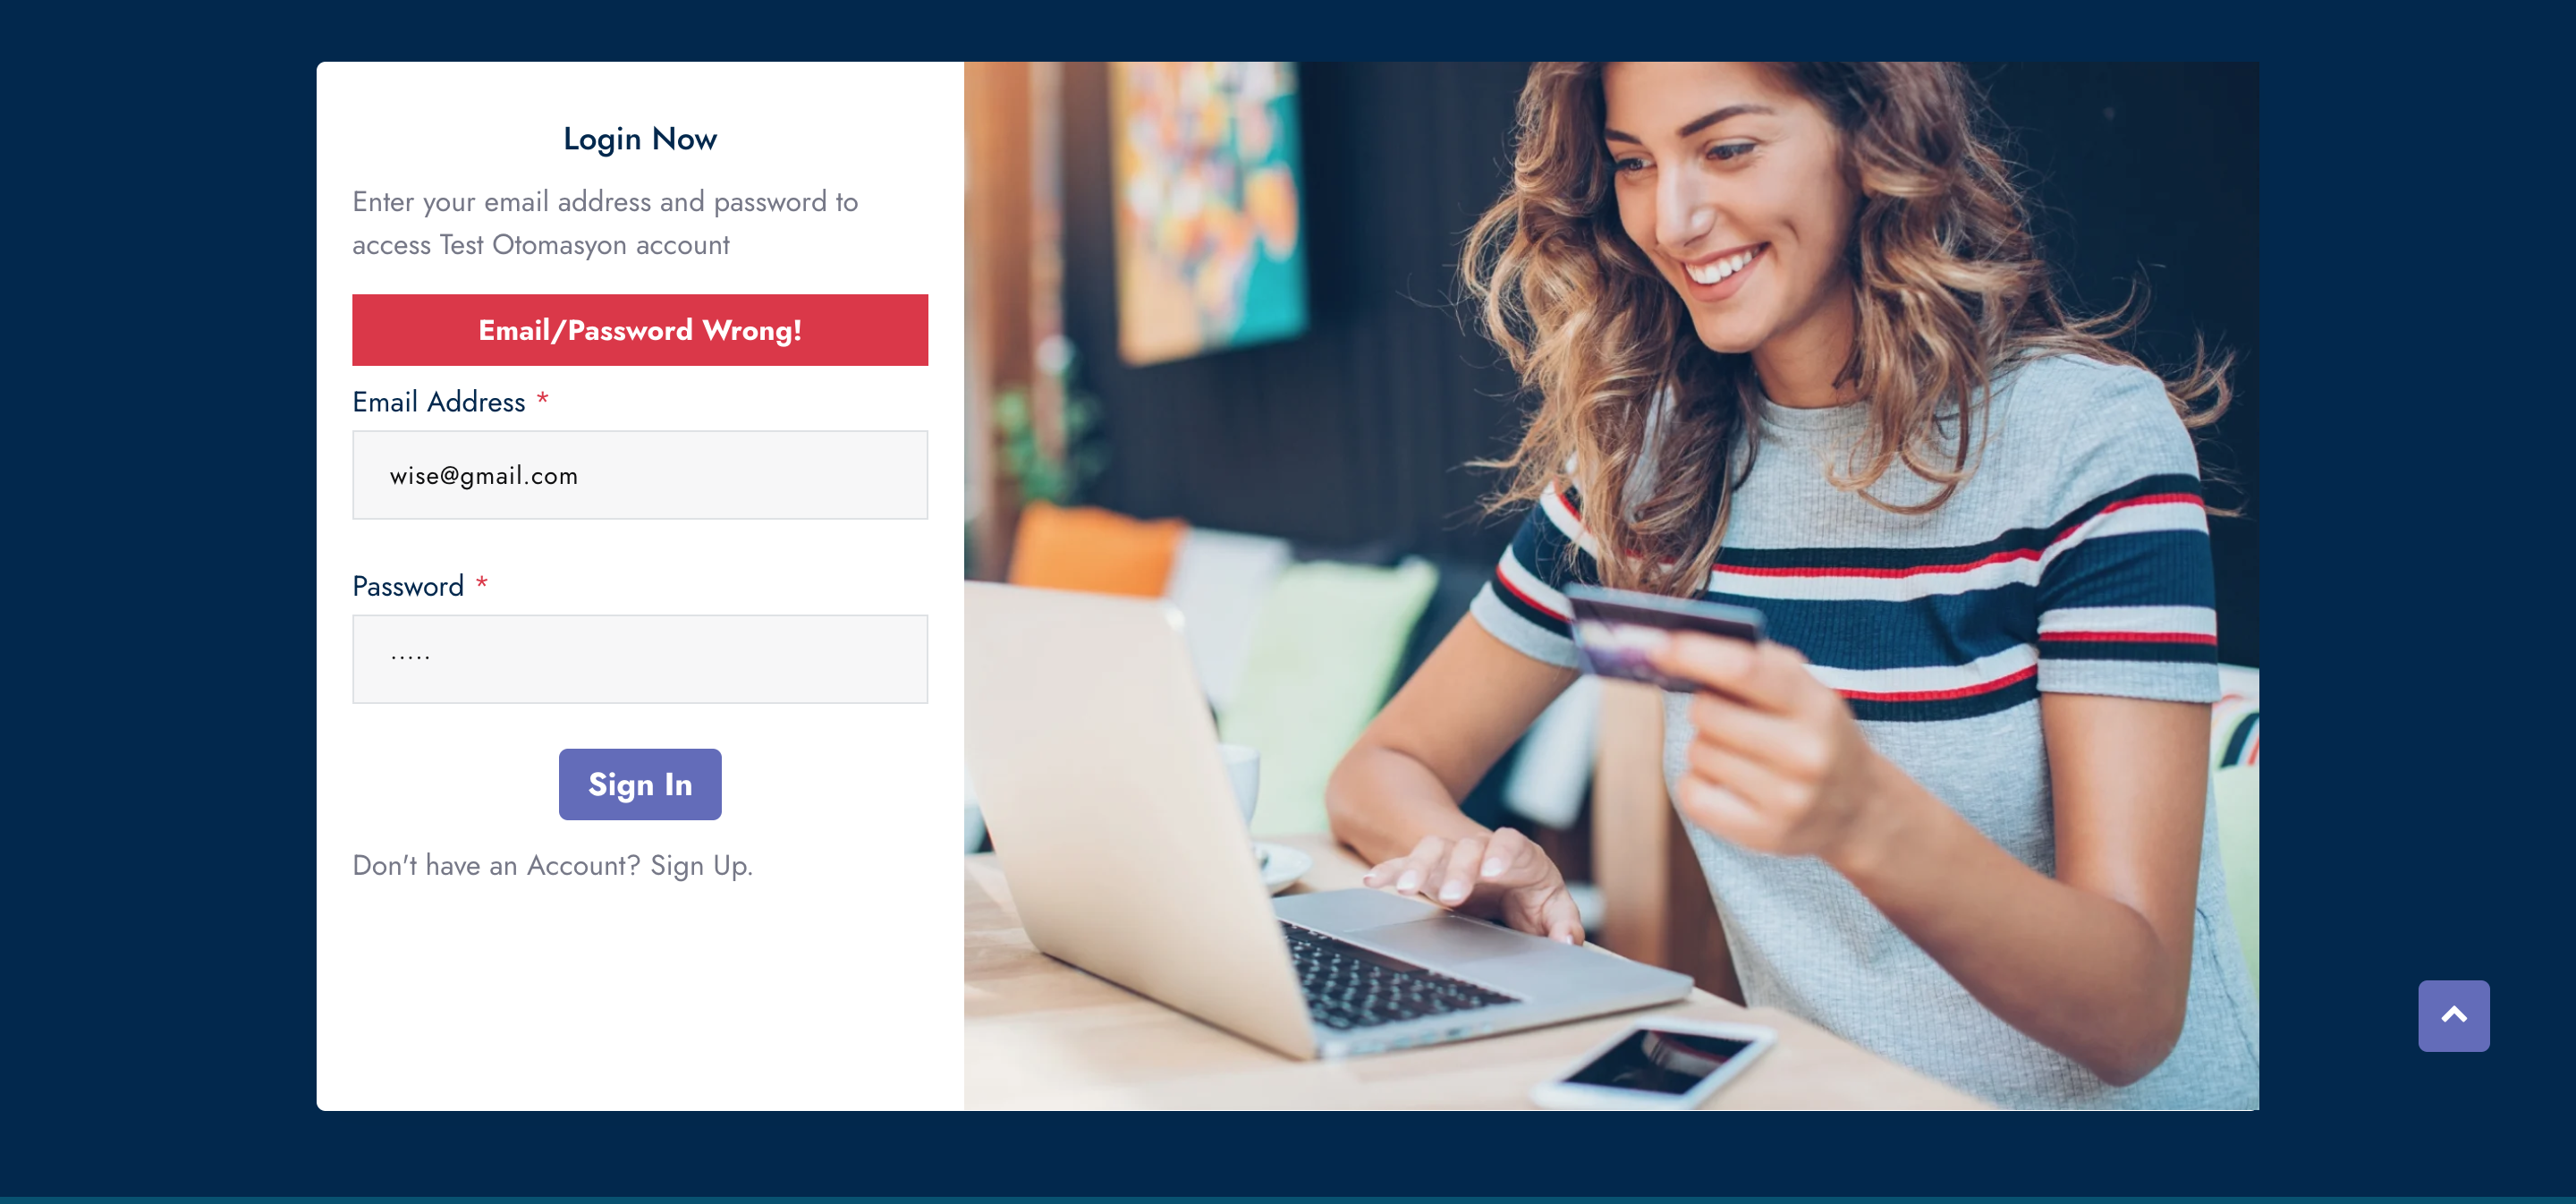 Login Now
Enter your email address and password to
access Test Otomasyon account
Email/Password Wrong!
Email Address *
wise@gmail.com
Password *
.....
Sign In
Don't have an Account? Sign Up.